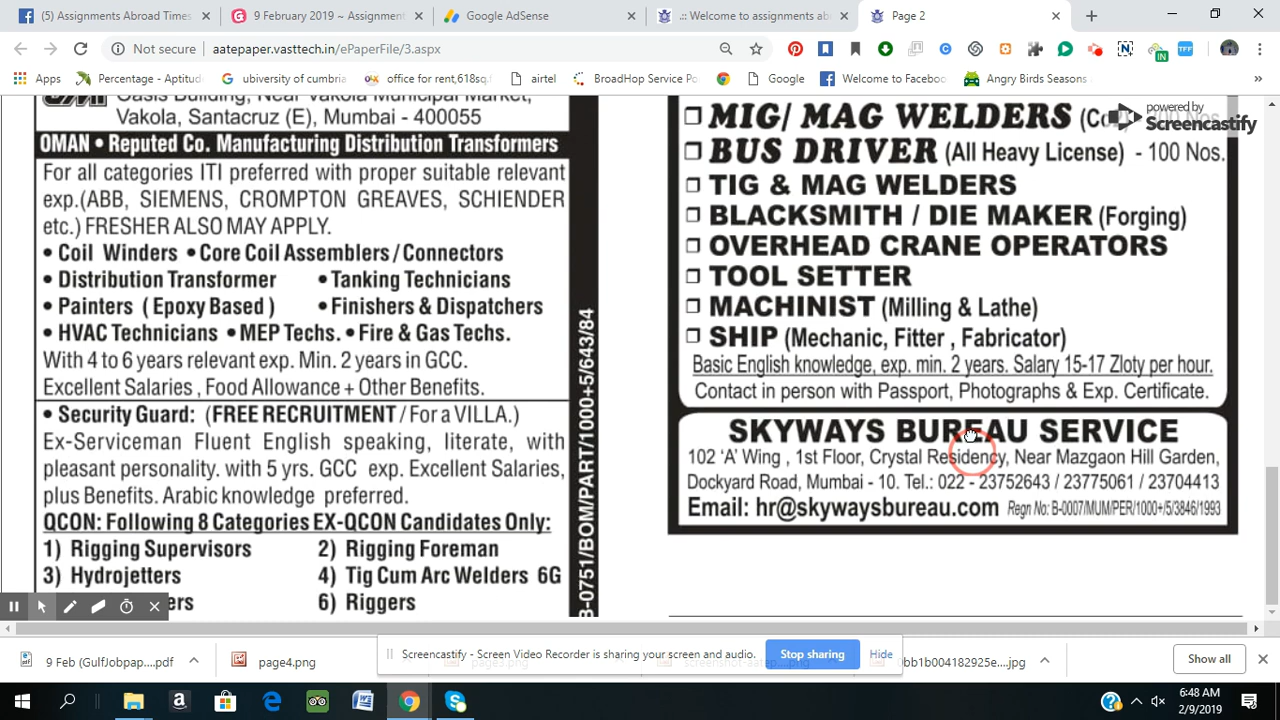 (5) Assignments Abroad Times
9 February 2019 ~ Assignment
Google AdSense
.:: Welcome to assignments ab
Page 2
Not secure
aatepaper.vasttech.in/ePaperFile/3.aspx
Apps
Percentage - Aptitud
ubiversity of cumbria
office for rent,618sq.f
airtel
BroadHop Service Po
Google
Welcome to Faceboo
Angry Birds Seasons
Oasis Building, Near Vakola Municipal Market,
Vakola, Santacruz (E), Mumbai - 400055
OMAN • Reputed Co. Manufacturing Distribution Transformers
For all categories ITI preferred with proper suitable relevant
exp.(ABB, SIEMENS, CROMPTON GREAVES, SCHIENDER
etc.) FRESHER ALSO MAY APPLY.
• Coil Winders • Core Coil Assemblers / Connectors
• Distribution Transformer • Tanking Technicians
• Painters ( Epoxy Based ) • Finishers & Dispatchers
• HVAC Technicians • MEP Techs. • Fire & Gas Techs.
With 4 to 6 years relevant exp. Min. 2 years in GCC.
Excellent Salaries , Food Allowance + Other Benefits.
• Security Guard: (FREE RECRUITMENT / For a VILLA.)
Ex-Serviceman Fluent English speaking, literate, with
pleasant personality. with 5 yrs. GCC exp. Excellent Salaries,
plus Benefits. Arabic knowledge preferred.
QCON: Following 8 Categories EX-QCON Candidates Only:
1) Rigging Supervisors 2) Rigging Foreman
3) Hydrojetters 4) Tig Cum Arc Welders 6G
6) Riggers
B-0751/BOM/PART/1000+5/643/84
MIG/ MAG WELDERS
powered by
Screencastify
BUS DRIVER (All Heavy License) - 100 Nos.
TIG & MAG WELDERS
BLACKSMITH / DIE MAKER (Forging)
OVERHEAD CRANE OPERATORS
TOOL SETTER
MACHINIST (Milling & Lathe)
SHIP (Mechanic, Fitter , Fabricator)
Basic English knowledge, exp. min. 2 years. Salary 15-17 Zloty per hour.
Contact in person with Passport, Photographs & Exp. Certificate.
SKYWAYS BUREAU SERVICE
102 'A' Wing , 1st Floor, Crystal Residency, Near Mazgaon Hill Garden,
Dockyard Road, Mumbai - 10. Tel.: 022 - 23752643 / 23775061 / 23704413
Email: hr@skywaysbureau.com Regn No: B-0007/MUM/PER/1000+/5/3846/1993
Screencastify - Screen Video Recorder is sharing your screen and audio.
Stop sharing
Hide
9 Feb (Gulfjobpap....pdf
page4.png
0bb1b004182925e....jpg
Show all
6:48 AM
2/9/2019